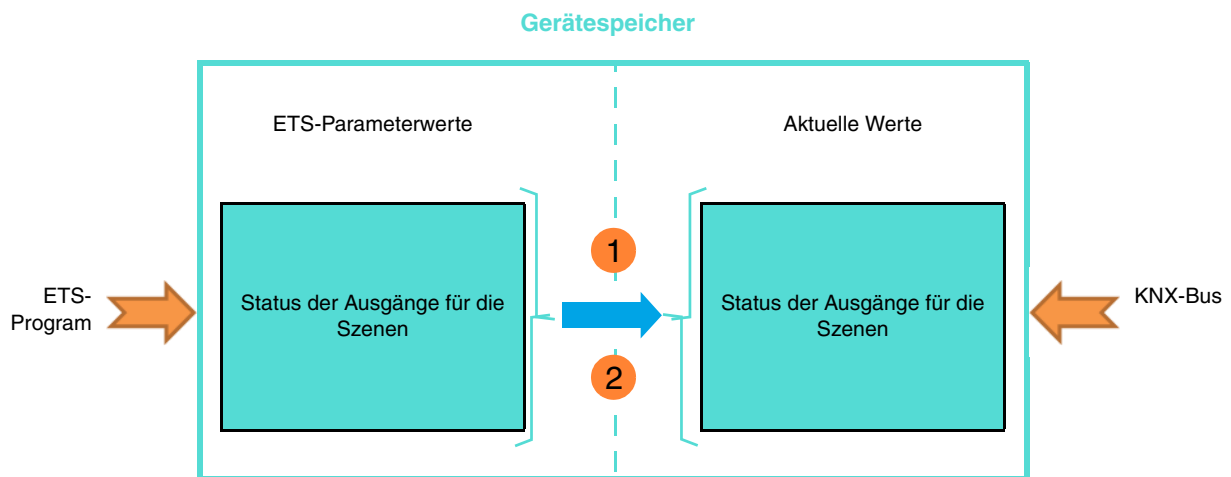 Gerätespeicher
ETS-Parameterwerte
Aktuelle Werte
1
ETS-
Program
Status der Ausgänge für die
Szenen
Status der Ausgänge für die
Szenen
KNX-Bus
2